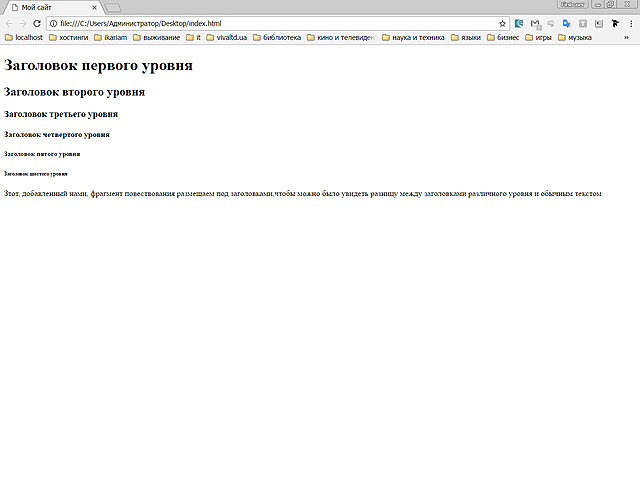 Мой сайт
file:///C:/Users/Администратор/Desktop/index.html
localhost хостинги ikariam выживание it vivaltd.ua библиотека кино и телевиден наука и техника языки бизнес игры музыка »
Заголовок первого уровня
Заголовок второго уровня
Заголовок третьего уровня
Заголовок четвертого уровня
Заголовок пятого уровня
Заголовок шестого уровня
Этот, добавленный нами, фрагмент повествования размещаем под заголовками,чтобы можно было увидеть разницу между заголовками различного уровня и обычным текстом